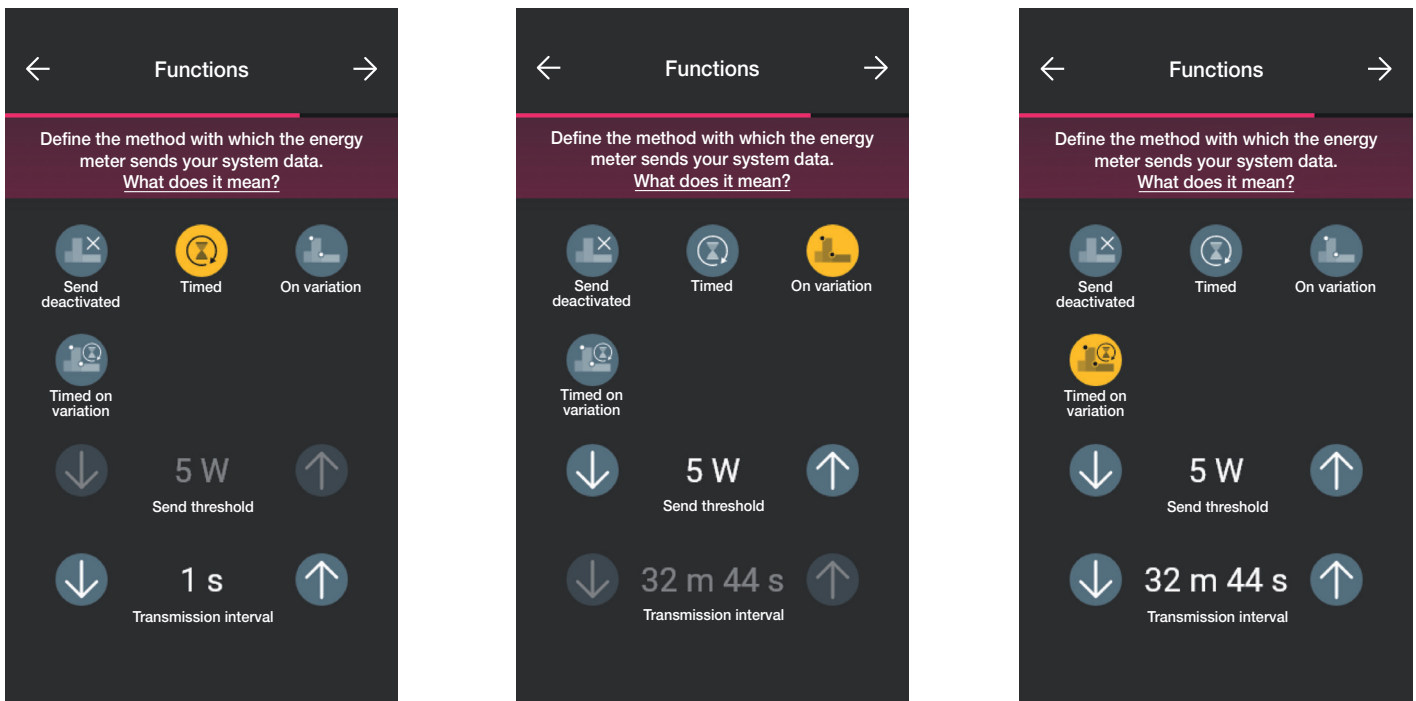 Functions
Define the method with which the energy
meter sends your system data.
What does it mean?
Send
deactivated
Timed
On variation
Timed on
variation
5 W
Send threshold
1 s
Transmission interval
Functions
Define the method with which the energy
meter sends your system data.
What does it mean?
Send
deactivated
Timed
On variation
Timed on
variation
5 W
Send threshold
32 m 44 s
Transmission interval
Functions
Define the method with which the energy
meter sends your system data.
What does it mean?
Send
deactivated
Timed
On variation
Timed on
variation
5 W
Send threshold
32 m 44 s
Transmission interval